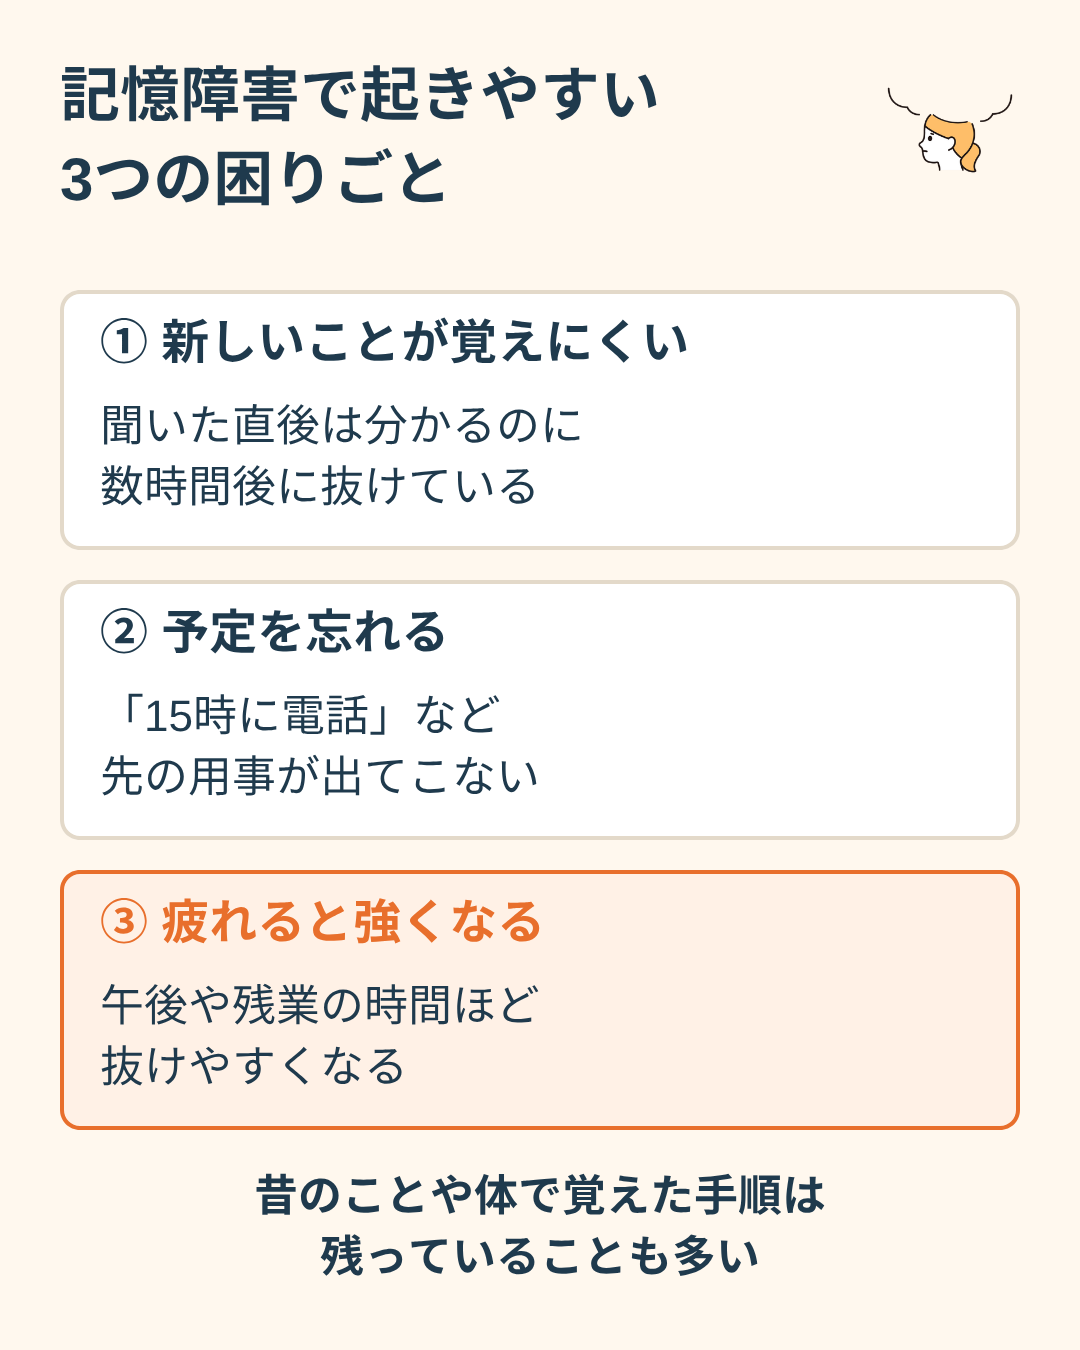 記憶障害で起きやすい
3つの困りごと
① 新しいことが覚えにくい
聞いた直後は分かるのに
数時間後に抜けている
② 予定を忘れる
「15時に電話」など
先の用事が出てこない
③ 疲れると強くなる
午後や残業の時間ほど
抜けやすくなる
昔のことや体で覚えた手順は
残っていることも多い